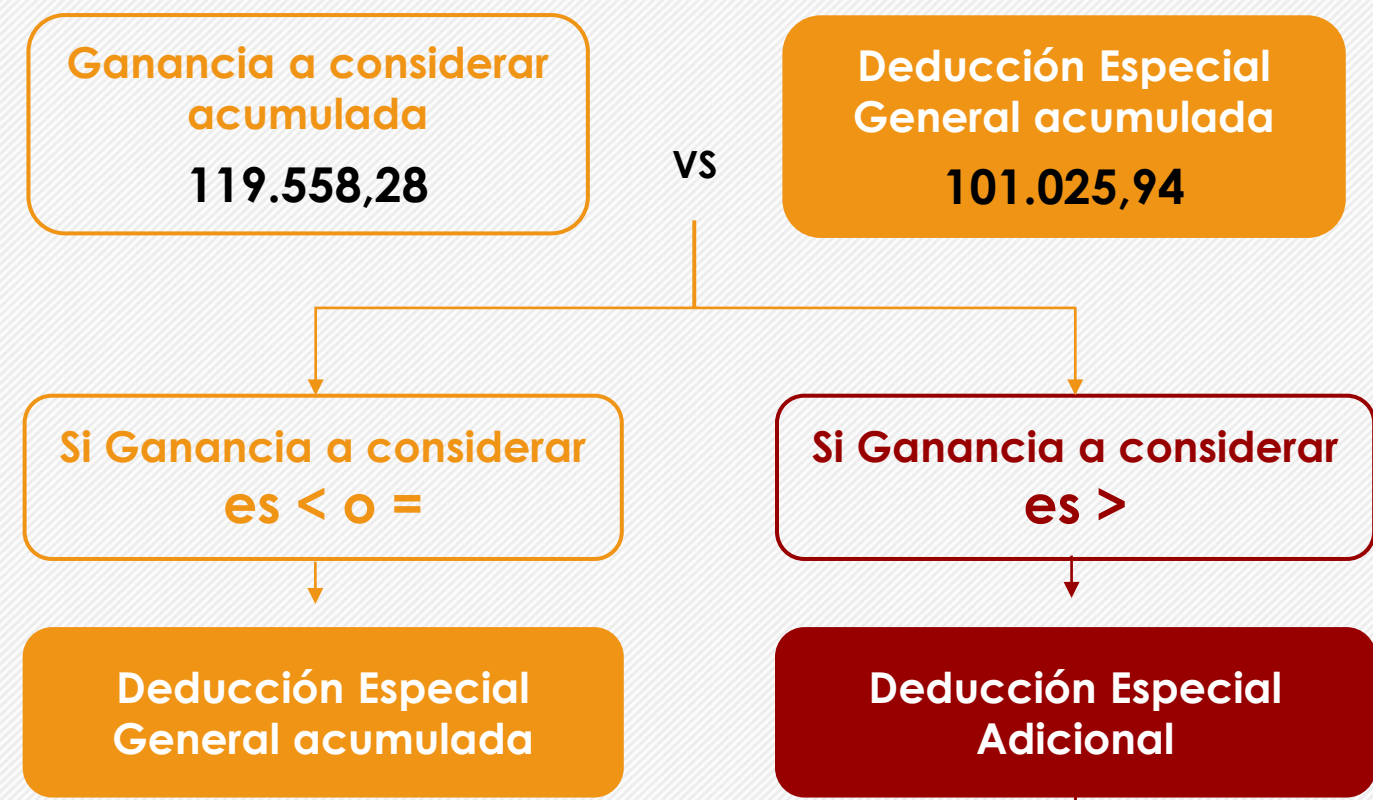 Ganancia a considerar
acumulada
119.558,28
vs
Deducción Especial
General acumulada
101.025,94
Si Ganancia a considerar
es < o =
Si Ganancia a considerar
es >
Deducción Especial
General acumulada
Deducción Especial
Adicional